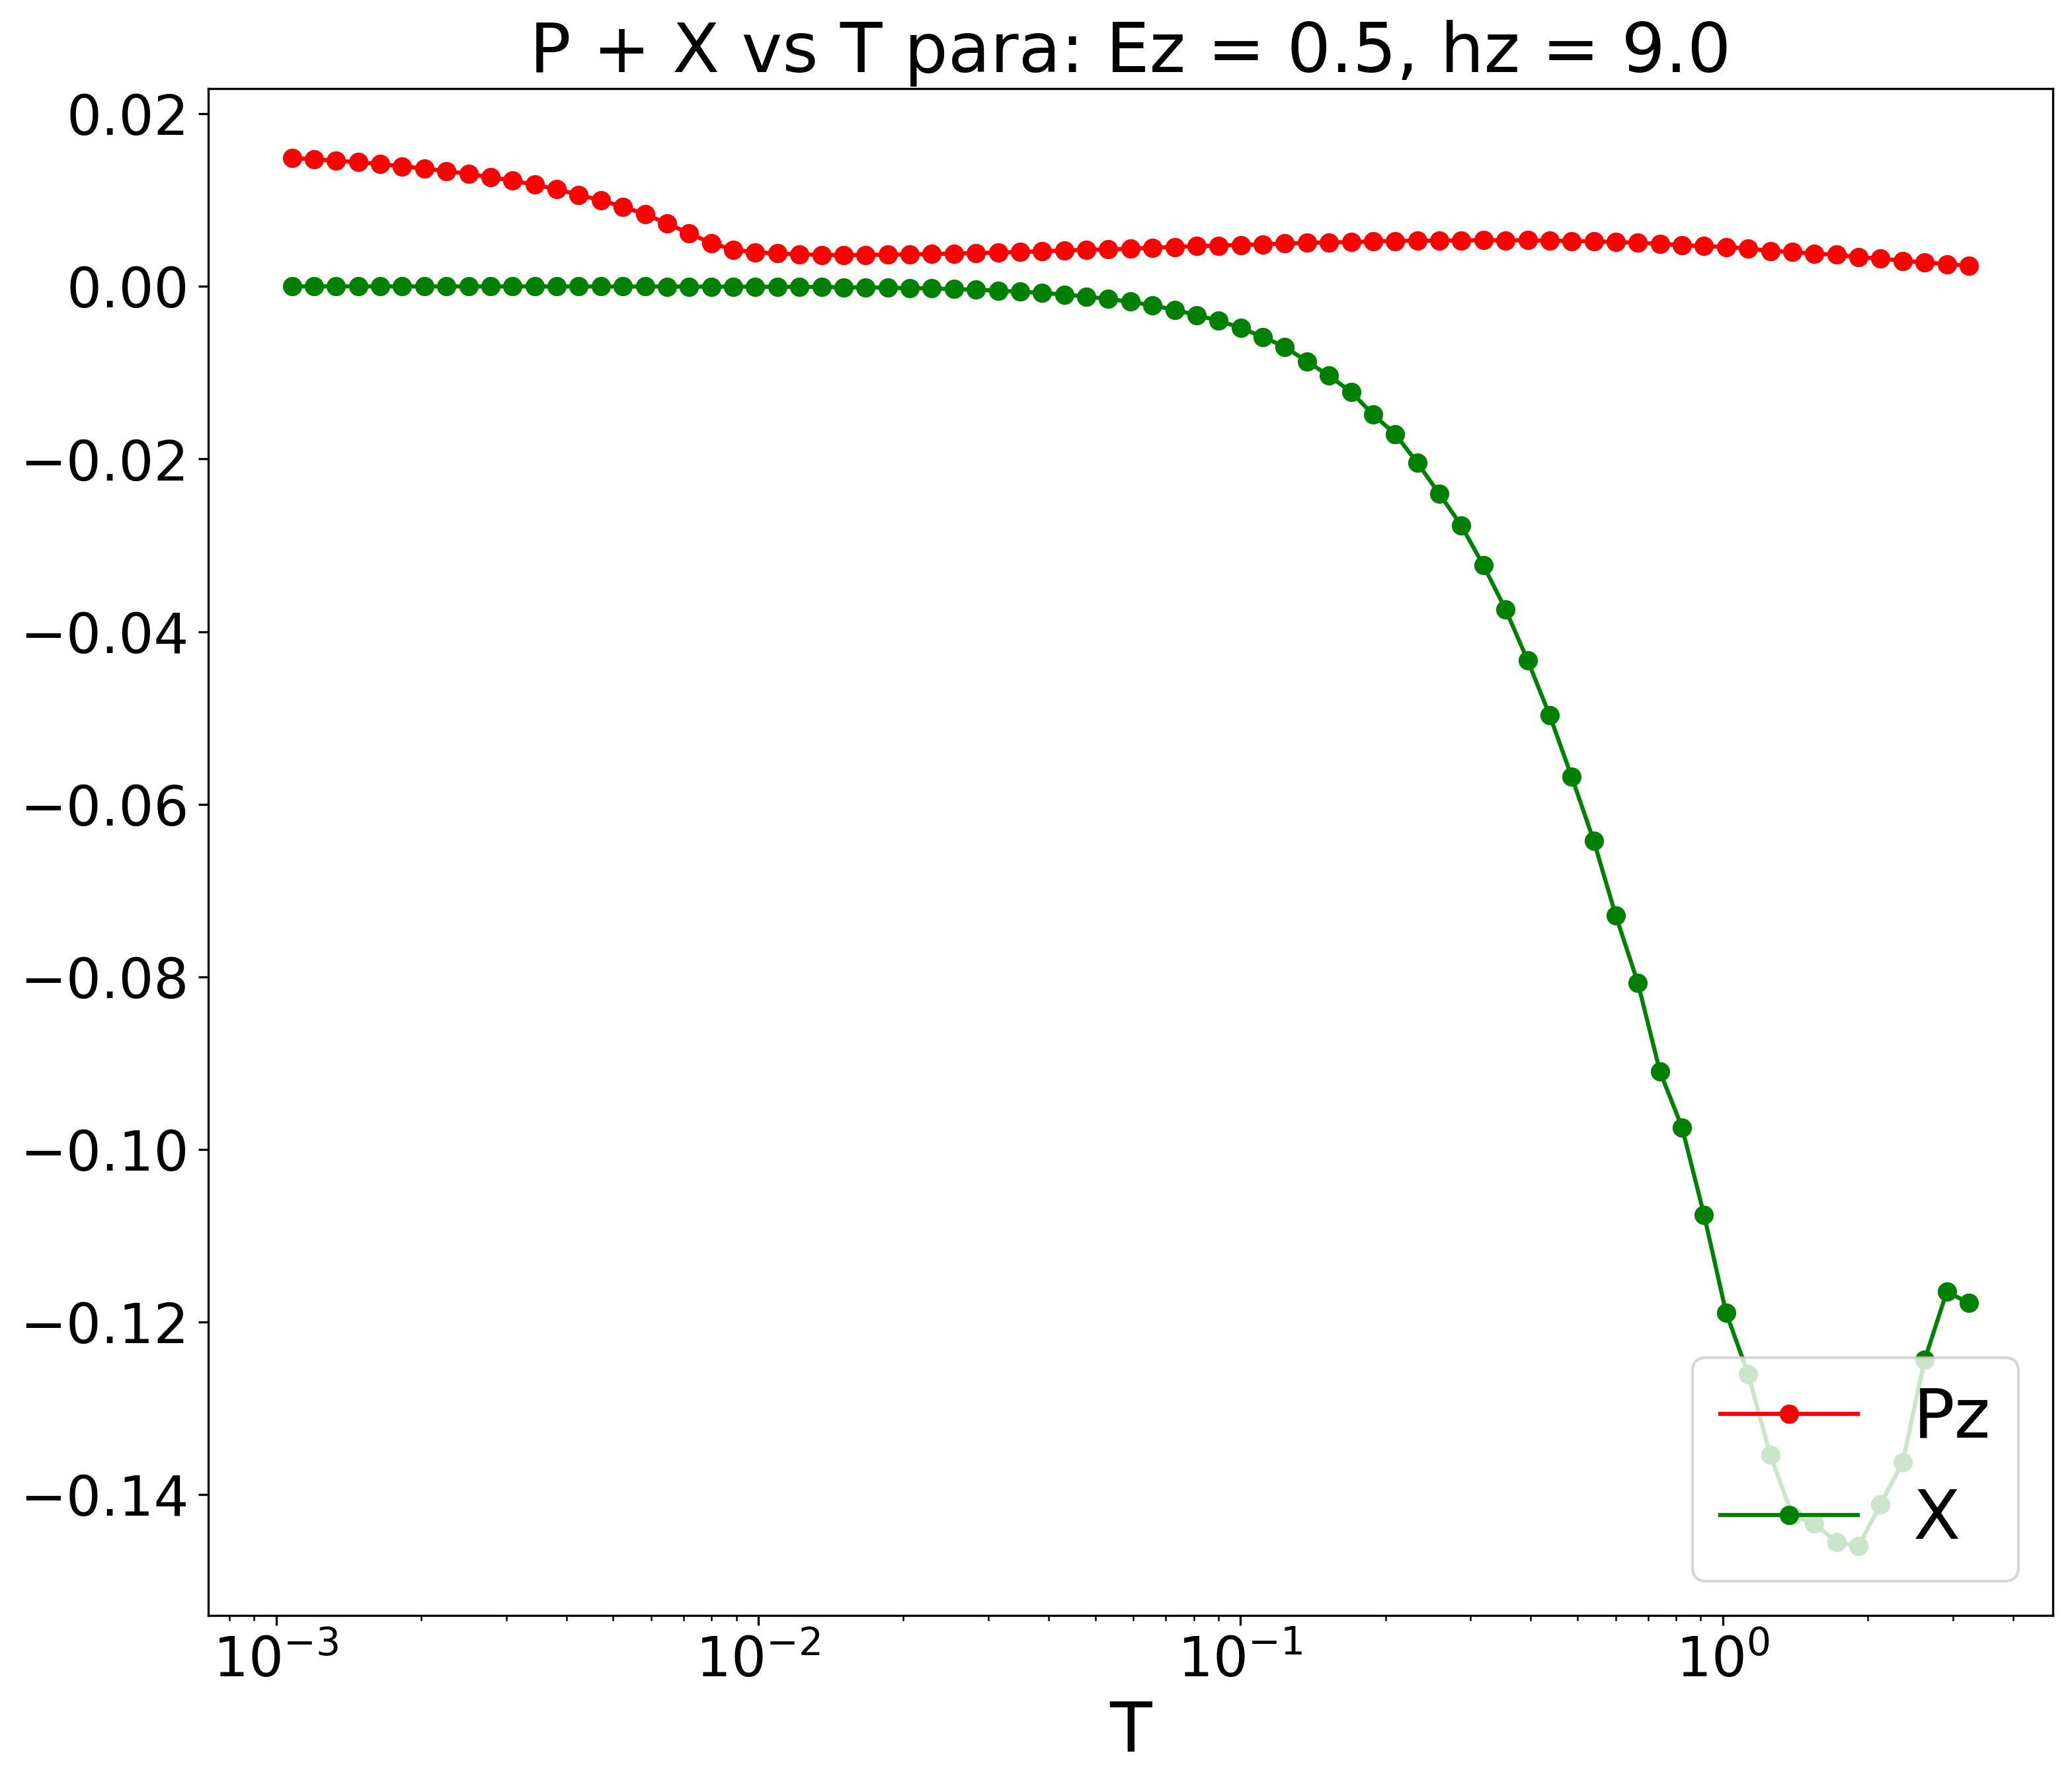 P + X vs T para: Ez = 0.5, hz = 9.0
0.02
0.00
−0.02
−0.04
−0.06
−0.08
−0.10
−0.12
−0.14
Pz
X
10⁻³ 10⁻² 10⁻¹ 10⁰
T